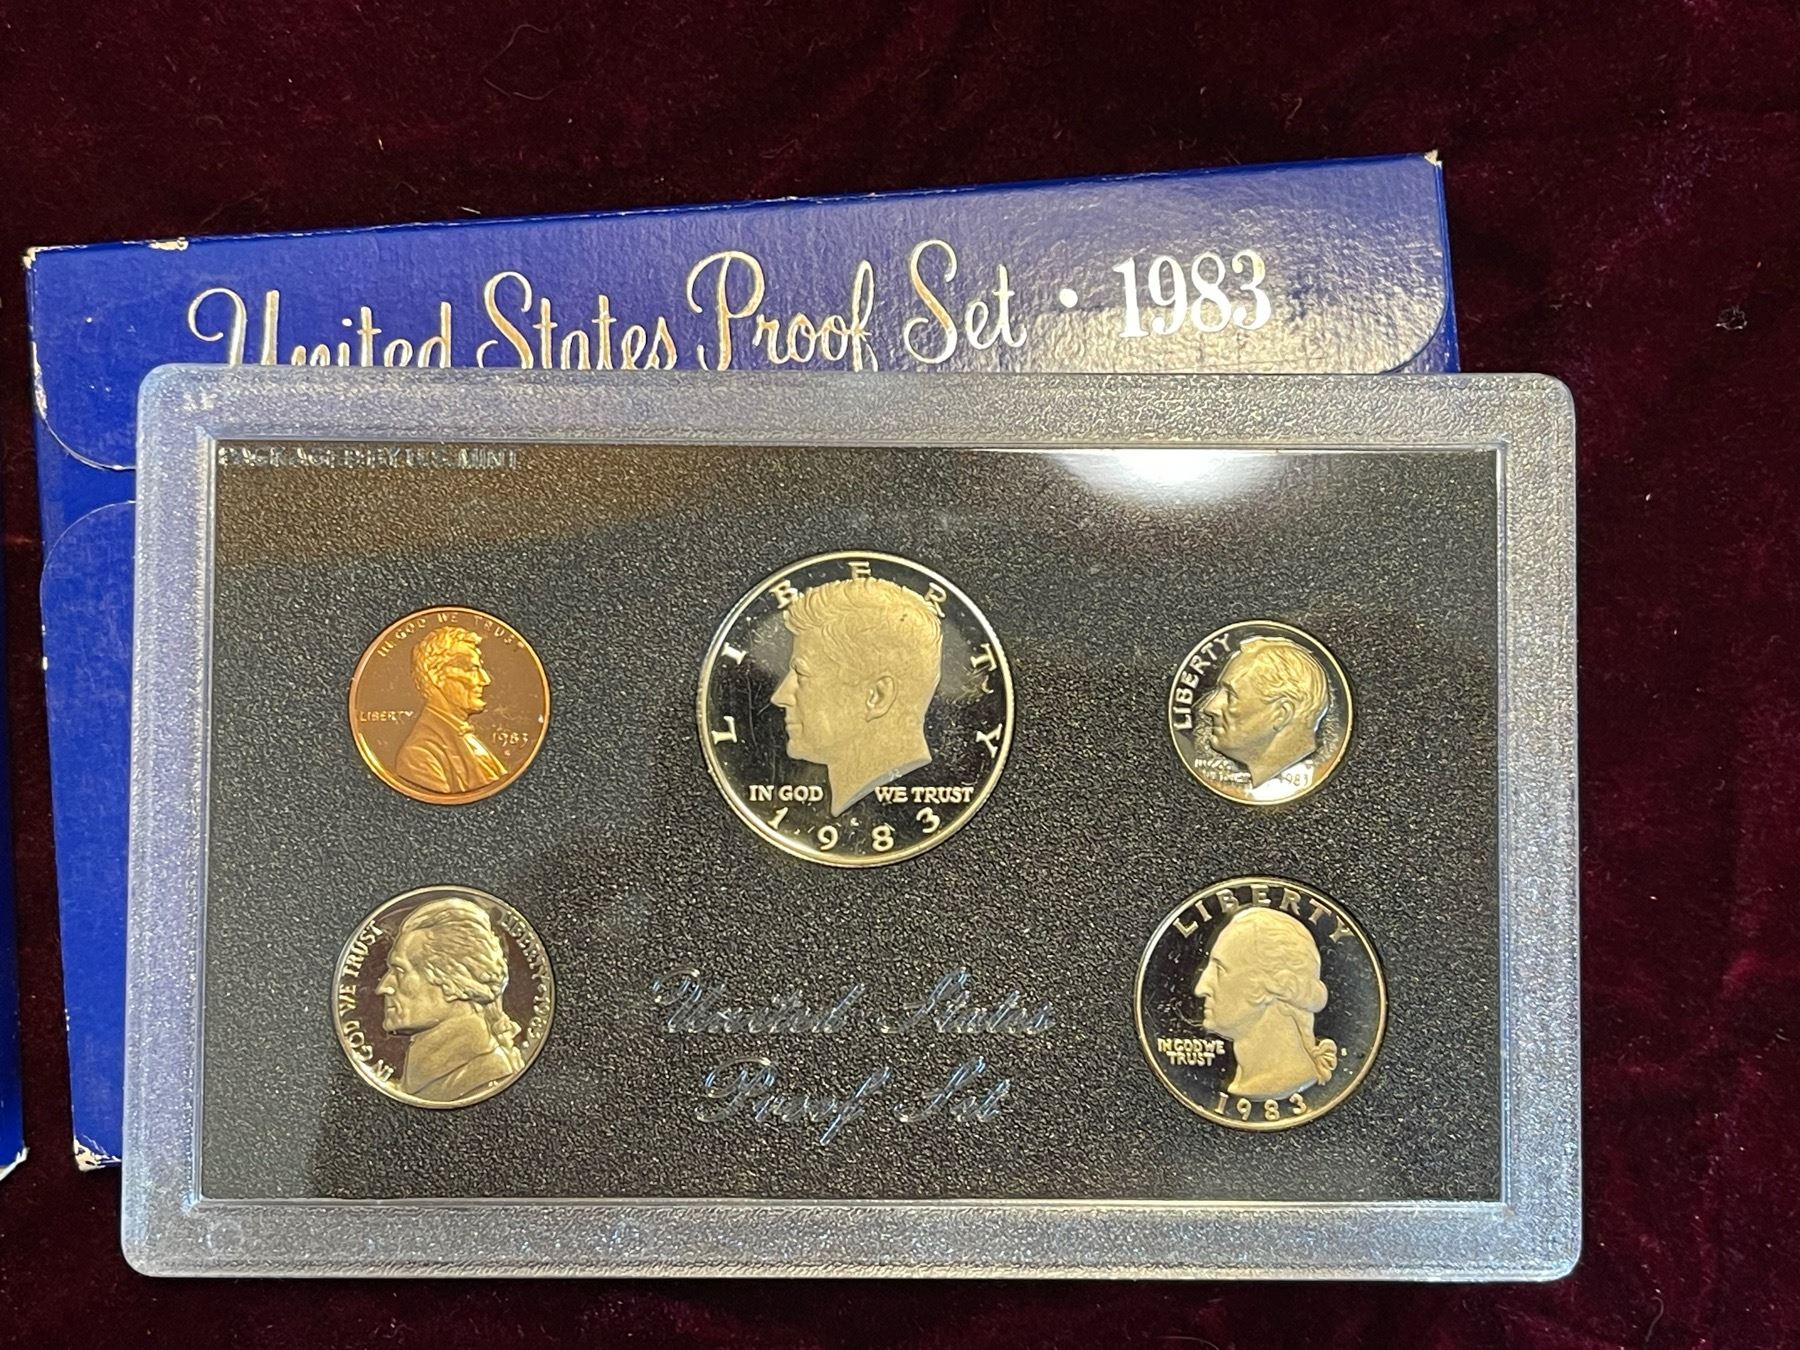 United States Proof Set · 1983
PACKAGED BY U.S. MINT
IN GOD WE TRUST
LIBERTY
1983
S
LIBERTY
IN GOD WE TRUST
1983
LIBERTY
1983
IN GOD WE TRUST
LIBERTY · 1983
United States
Proof Set
LIBERTY
IN GOD WE
TRUST
S
1983